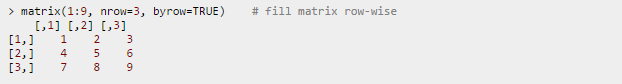 > matrix(1:9, nrow=3, byrow=TRUE)    # fill matrix row-wise
     [,1] [,2] [,3]
[1,]    1    2    3
[2,]    4    5    6
[3,]    7    8    9